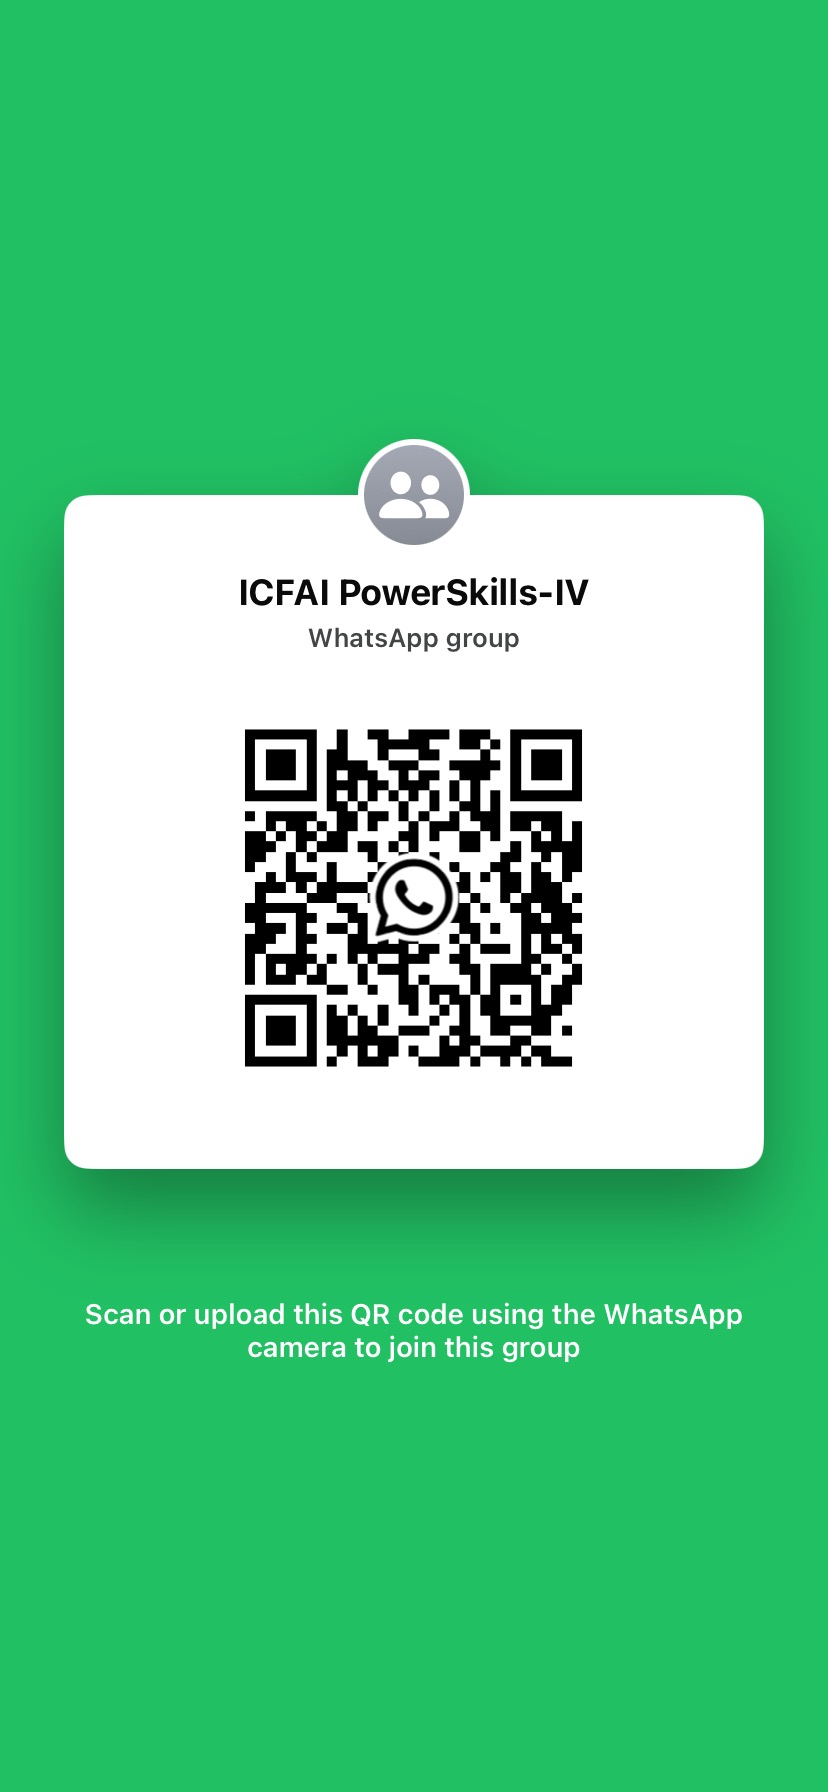 ICFAI PowerSkills-IV
WhatsApp group
Scan or upload this QR code using the WhatsApp
camera to join this group